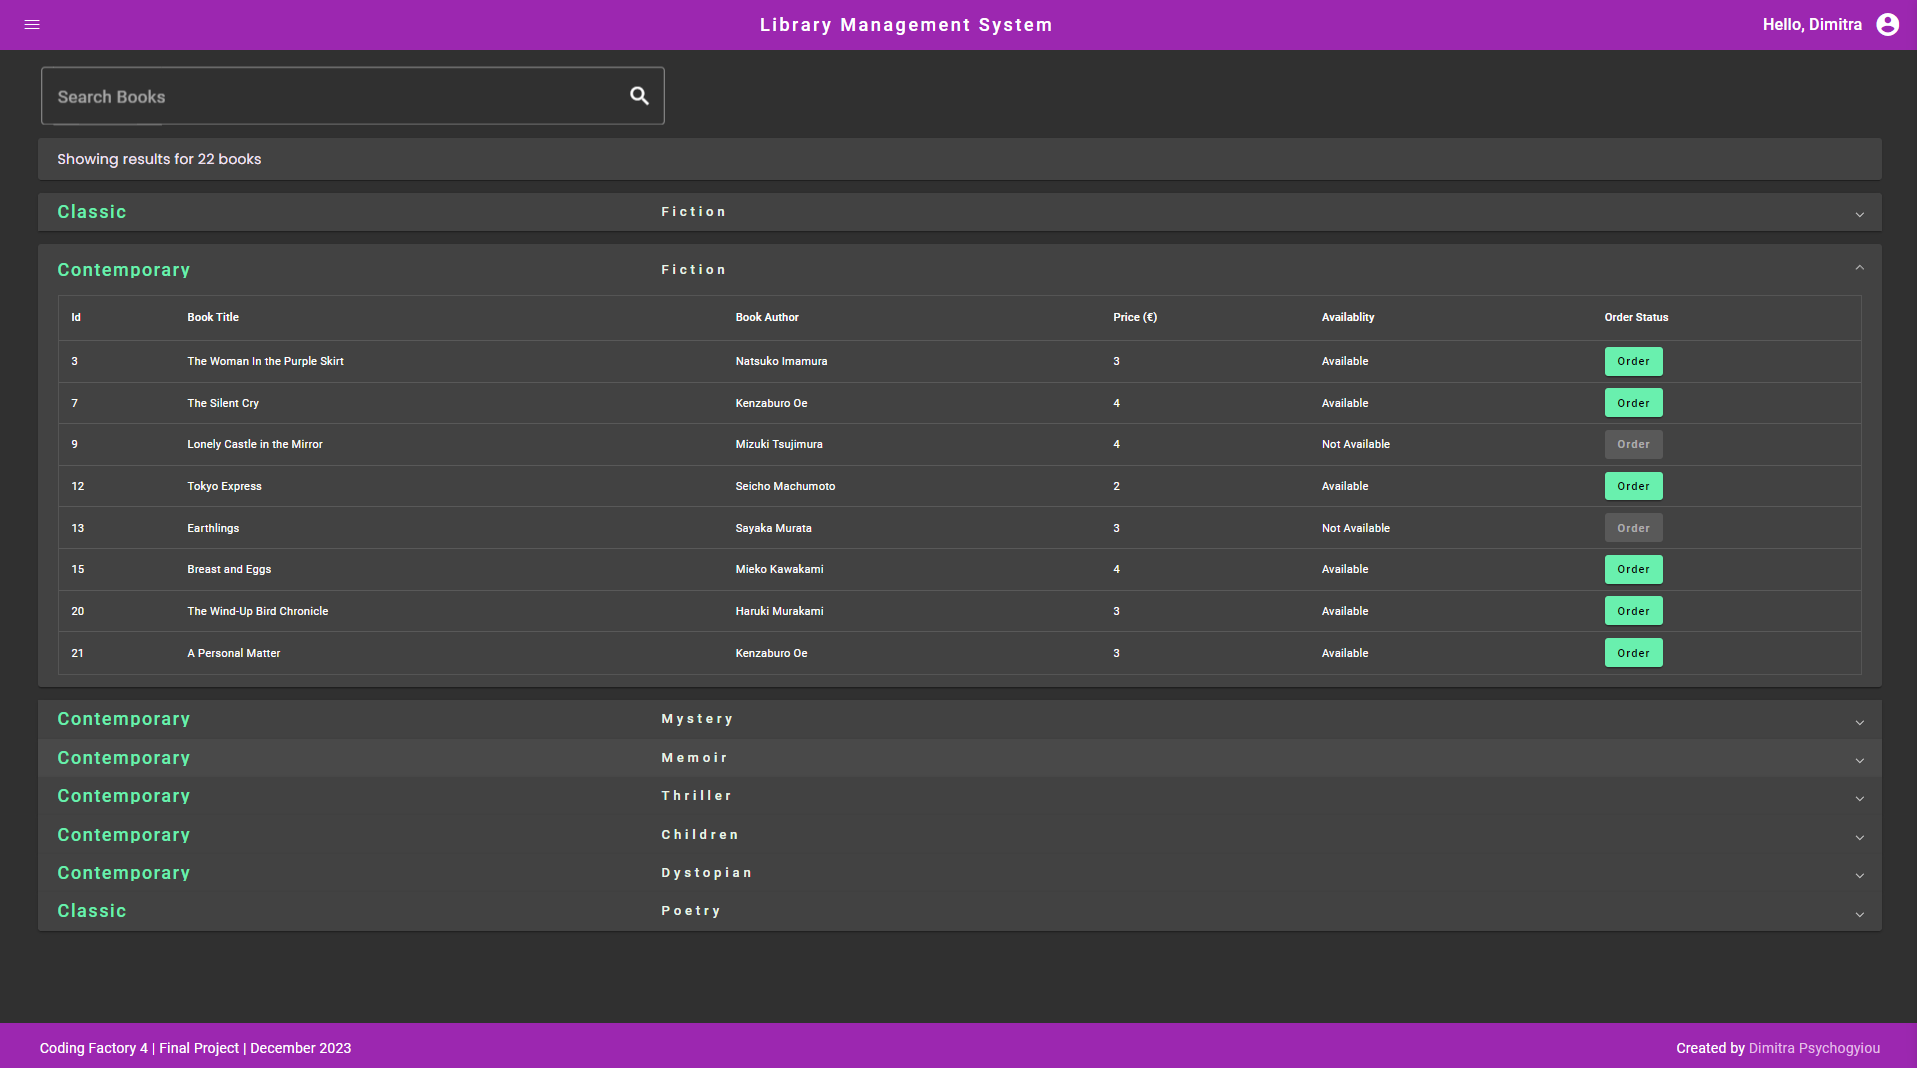 Library Management System
Hello, Dimitra
Search Books
Showing results for 22 books
Classic Fiction
Contemporary Fiction
Id Book Title Book Author Price (€) Availablity Order Status
3 The Woman In the Purple Skirt Natsuko Imamura 3 Available Order
7 The Silent Cry Kenzaburo Oe 4 Available Order
9 Lonely Castle in the Mirror Mizuki Tsujimura 4 Not Available Order
12 Tokyo Express Seicho Machumoto 2 Available Order
13 Earthlings Sayaka Murata 3 Not Available Order
15 Breast and Eggs Mieko Kawakami 4 Available Order
20 The Wind-Up Bird Chronicle Haruki Murakami 3 Available Order
21 A Personal Matter Kenzaburo Oe 3 Available Order
Contemporary Mystery
Contemporary Memoir
Contemporary Thriller
Contemporary Children
Contemporary Dystopian
Classic Poetry
Coding Factory 4 | Final Project | December 2023
Created by Dimitra Psychogyiou